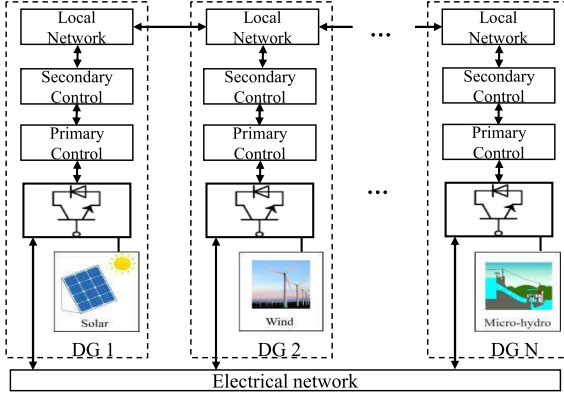 Local
Network
Local
Network
...
Local
Network
Secondary
Control
Secondary
Control
Secondary
Control
Primary
Control
Primary
Control
Primary
Control
...
Solar
Wind
Micro-hydro
DG 1
DG 2
DG N
Electrical network